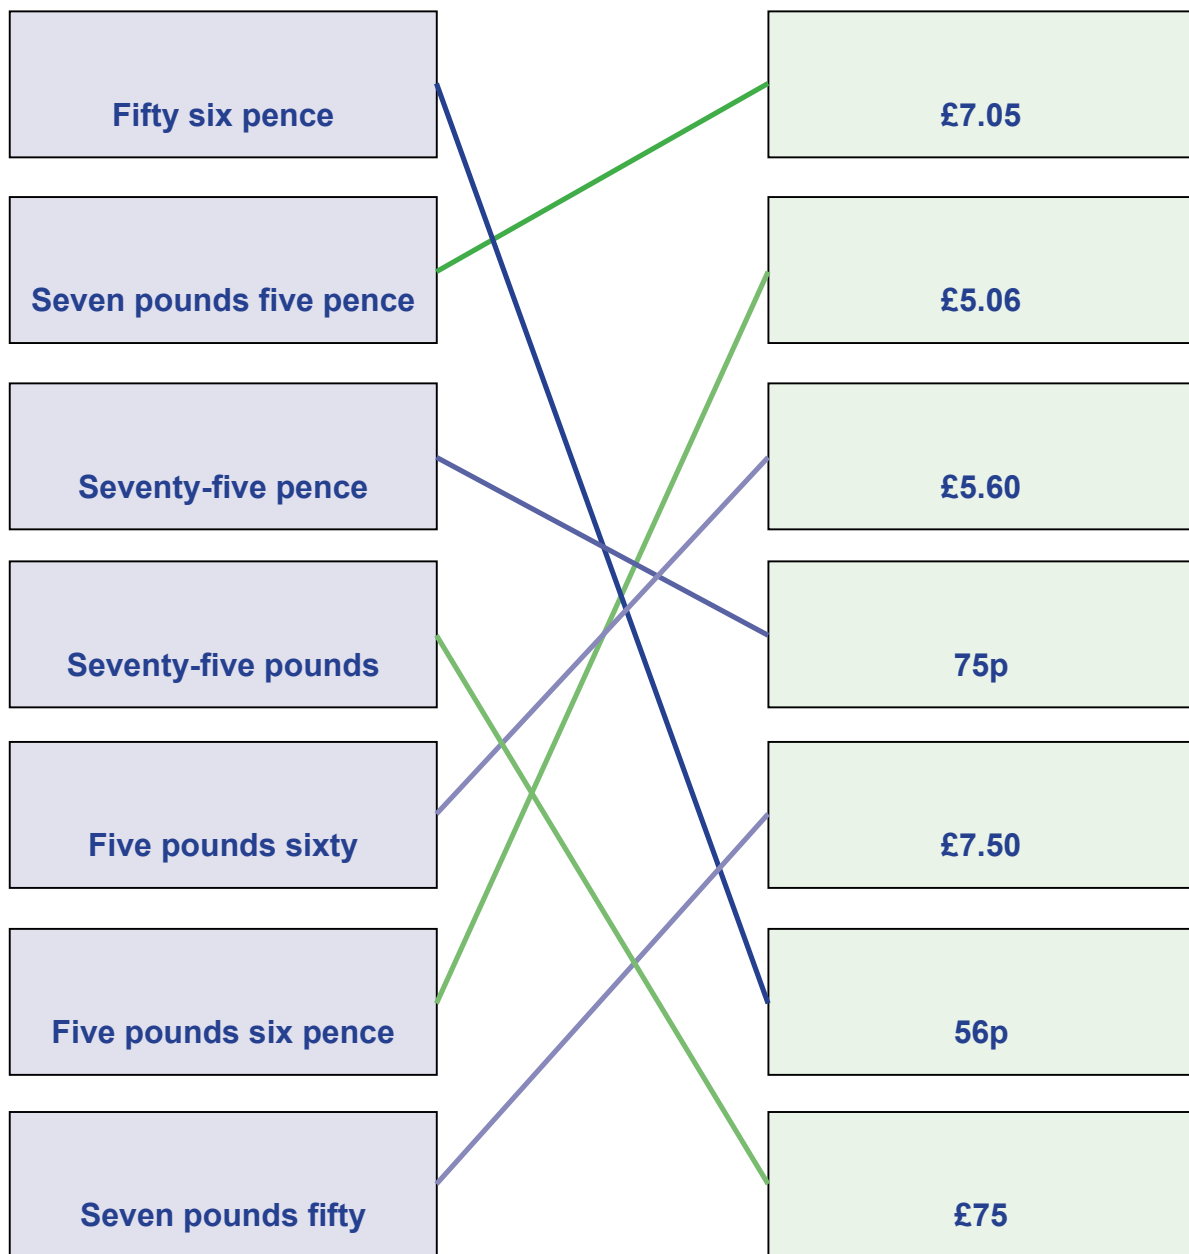 Fifty six pence
£7.05
Seven pounds five pence
£5.06
Seventy-five pence
£5.60
Seventy-five pounds
75p
Five pounds sixty
£7.50
Five pounds six pence
56p
Seven pounds fifty
£75